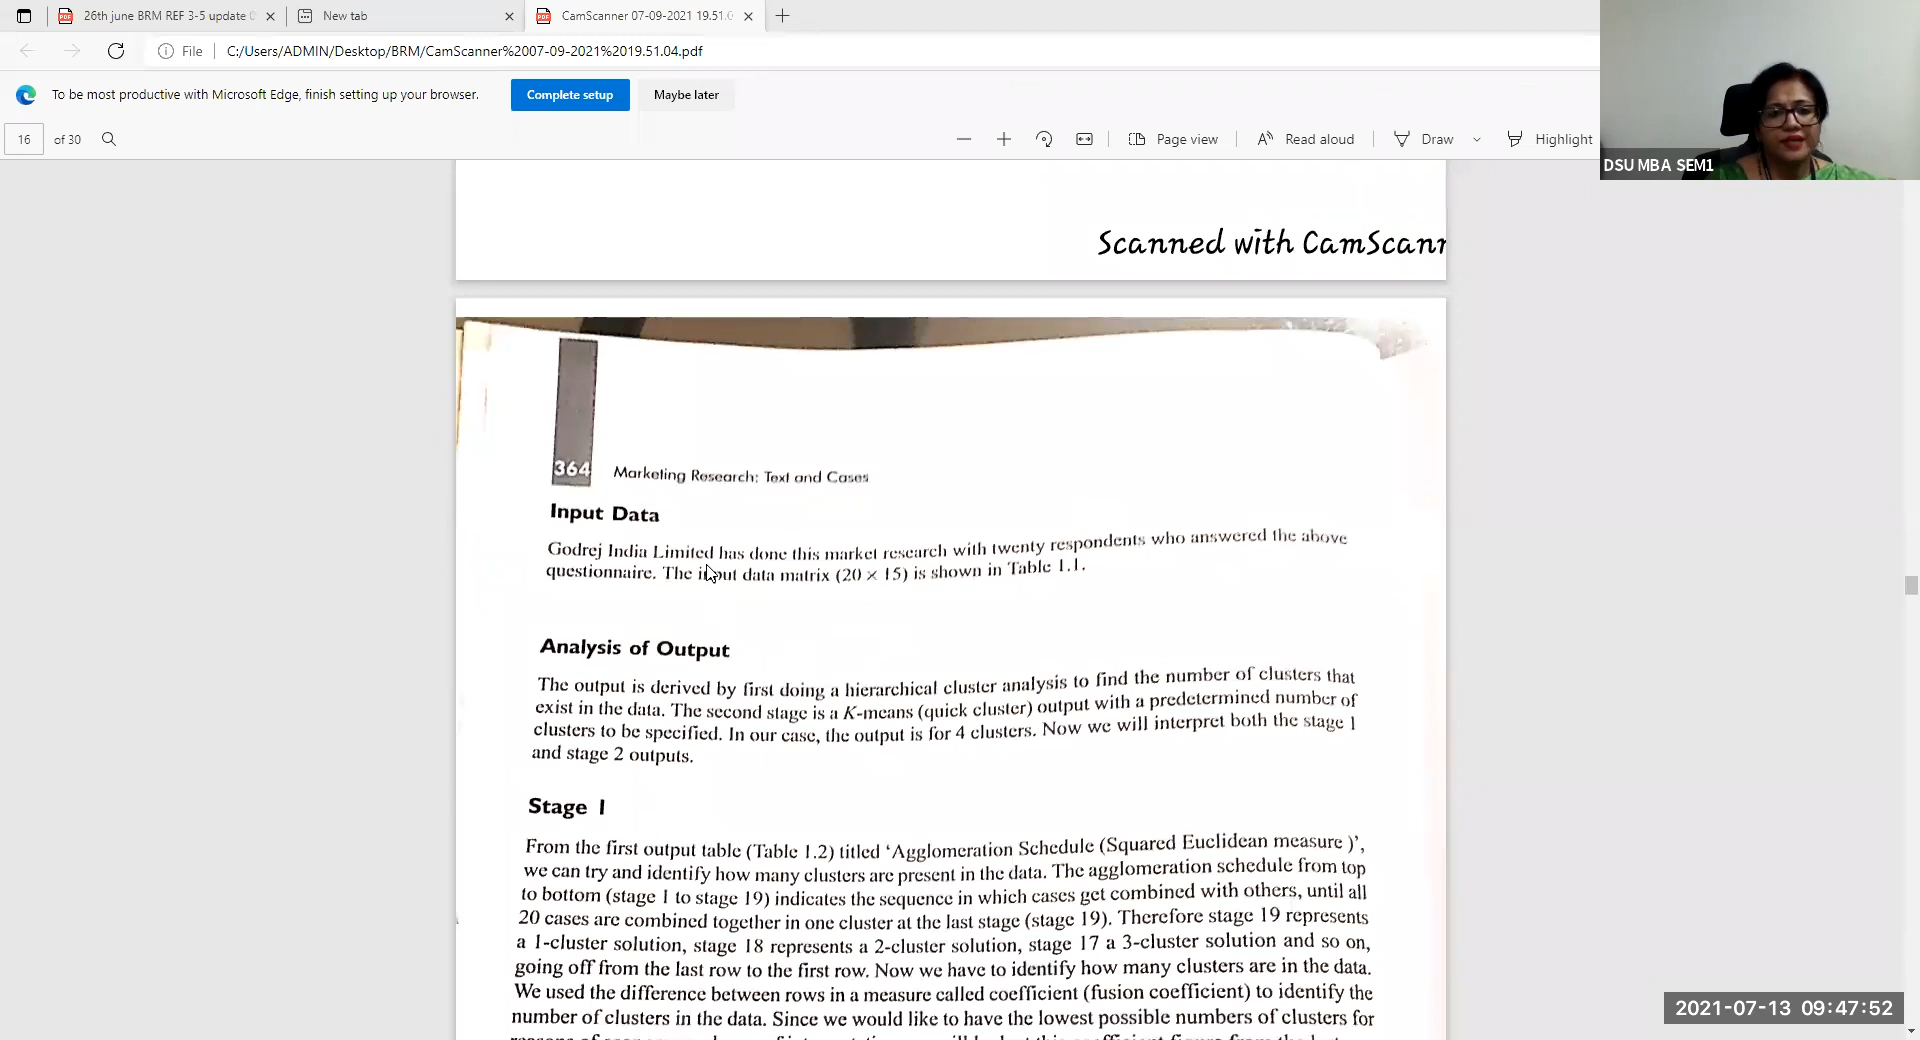 26th june BRM REF 3-5 update
New tab
CamScanner 07-09-2021 19.51.0
File
C:/Users/ADMIN/Desktop/BRM/CamScanner%2007-09-2021%2019.51.04.pdf
To be most productive with Microsoft Edge, finish setting up your browser.
Complete setup
Maybe later
16
of 30
Page view
Read aloud
Draw
Highlight
DSU MBA SEM1
Scanned with CamScann
364
Marketing Research: Text and Cases
Input Data
Godrej India Limited has done this market research with twenty respondents who answered the above
questionnaire. The input data matrix (20 × 15) is shown in Table 1.1.
Analysis of Output
The output is derived by first doing a hierarchical cluster analysis to find the number of clusters that
exist in the data. The second stage is a K-means (quick cluster) output with a predetermined number of
clusters to be specified. In our case, the output is for 4 clusters. Now we will interpret both the stage 1
and stage 2 outputs.
Stage 1
From the first output table (Table 1.2) titled ‘Agglomeration Schedule (Squared Euclidean measure )’,
we can try and identify how many clusters are present in the data. The agglomeration schedule from top
to bottom (stage 1 to stage 19) indicates the sequence in which cases get combined with others, until all
20 cases are combined together in one cluster at the last stage (stage 19). Therefore stage 19 represents
a 1-cluster solution, stage 18 represents a 2-cluster solution, stage 17 a 3-cluster solution and so on,
going off from the last row to the first row. Now we have to identify how many clusters are in the data.
We used the difference between rows in a measure called coefficient (fusion coefficient) to identify the
number of clusters in the data. Since we would like to have the lowest possible numbers of clusters for
2021-07-13 09:47:52